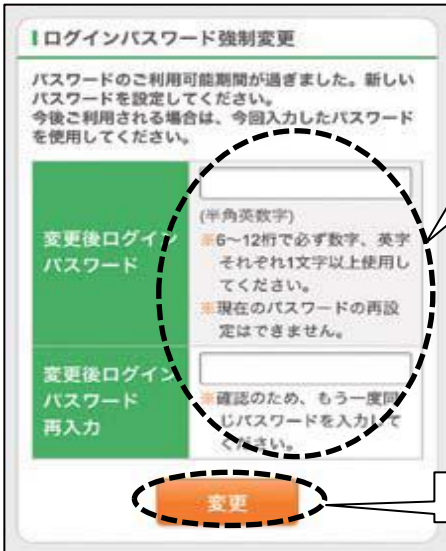 ログインパスワード強制変更
パスワードのご利用可能期間が過ぎました。新しい
パスワードを設定してください。
今後ご利用される場合は、今回入力したパスワード
を使用してください。
変更後ログイン
パスワード
(半角英数字)
※6〜12桁で必ず数字、英字
それぞれ1文字以上使用し
てください。
※現在のパスワードの再設
定はできません。
変更後ログイン
パスワード
再入力
※確認のため、もう一度同
じパスワードを入力して
ください。
変更